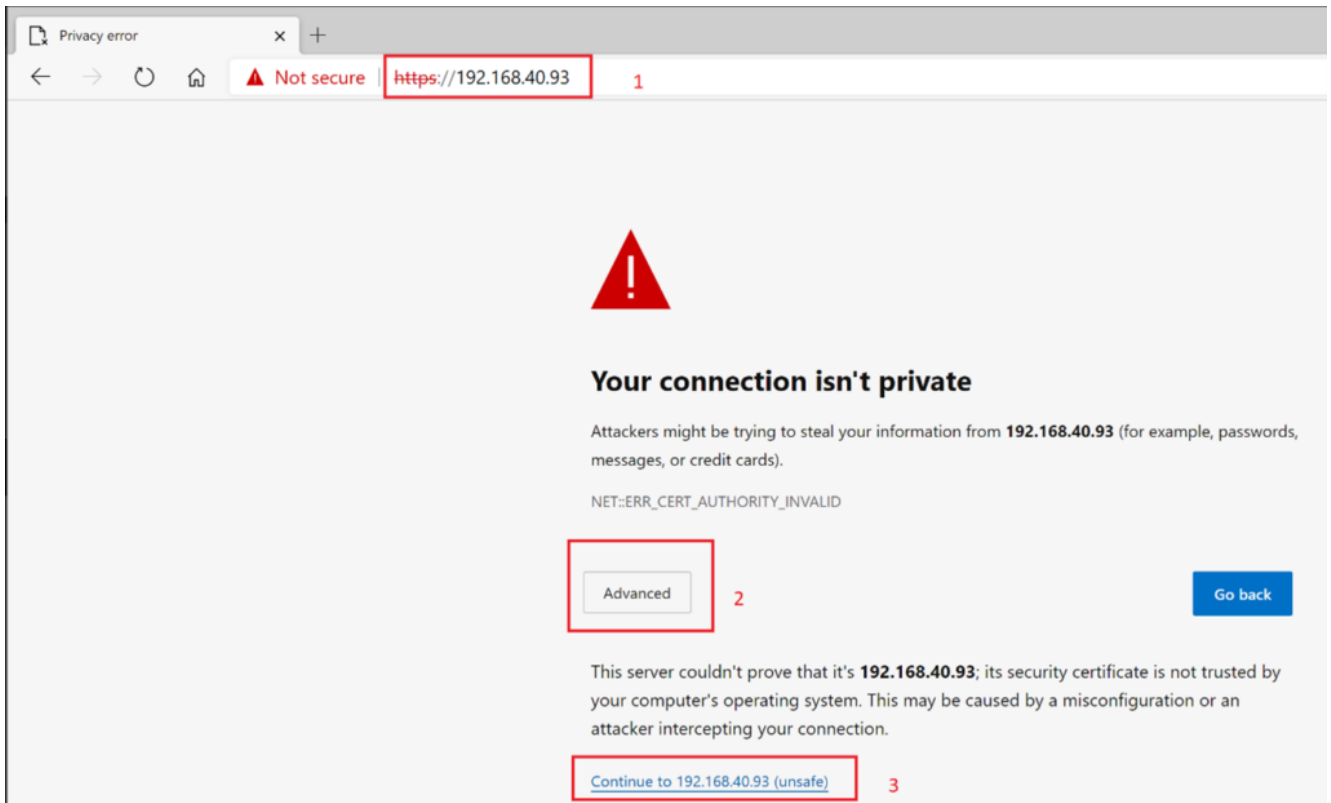 Privacy error
Not secure https://192.168.40.93 1
Your connection isn't private
Attackers might be trying to steal your information from 192.168.40.93 (for example, passwords,
messages, or credit cards).
NET::ERR_CERT_AUTHORITY_INVALID
Advanced 2 Go back
This server couldn't prove that it's 192.168.40.93; its security certificate is not trusted by
your computer's operating system. This may be caused by a misconfiguration or an
attacker intercepting your connection.
Continue to 192.168.40.93 (unsafe) 3